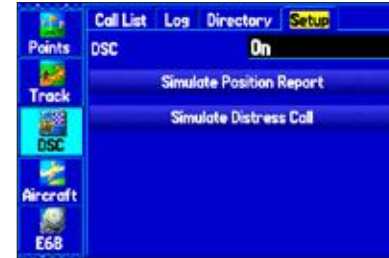 Call List Log Directory Setup
Points
DSC On
Simulate Position Report
Track
Simulate Distress Call
DSC
Aircraft
E6B